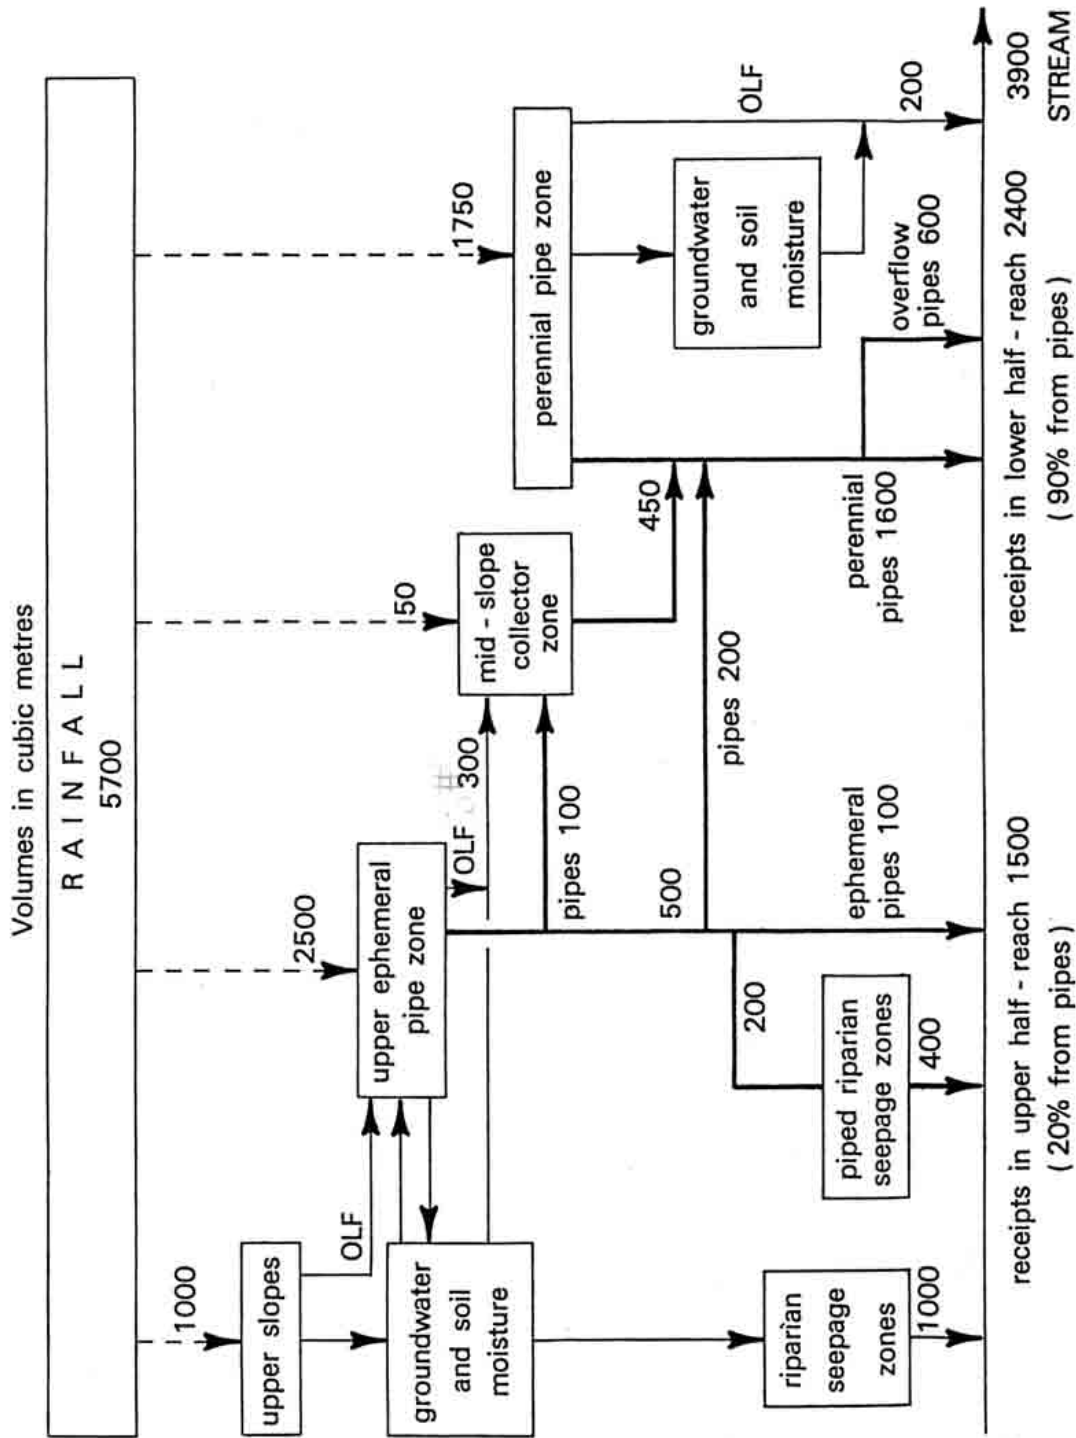 Volumes in cubic metres
RAINFALL
5700
1000
2500
50
1750
upper slopes
OLF
groundwater
and soil
moisture
upper ephemeral
pipe zone
OLF
300
pipes 100
mid-slope
collector
zone
450
perennial pipe zone
groundwater
and soil
moisture
OLF
500
pipes 200
200
riparian
seepage
zones
1000
piped riparian
seepage zones
400
ephemeral
pipes 100
perennial
pipes 1600
overflow
pipes 600
200
receipts in upper half-reach 1500
(20% from pipes)
receipts in lower half-reach 2400
(90% from pipes)
3900
STREAM